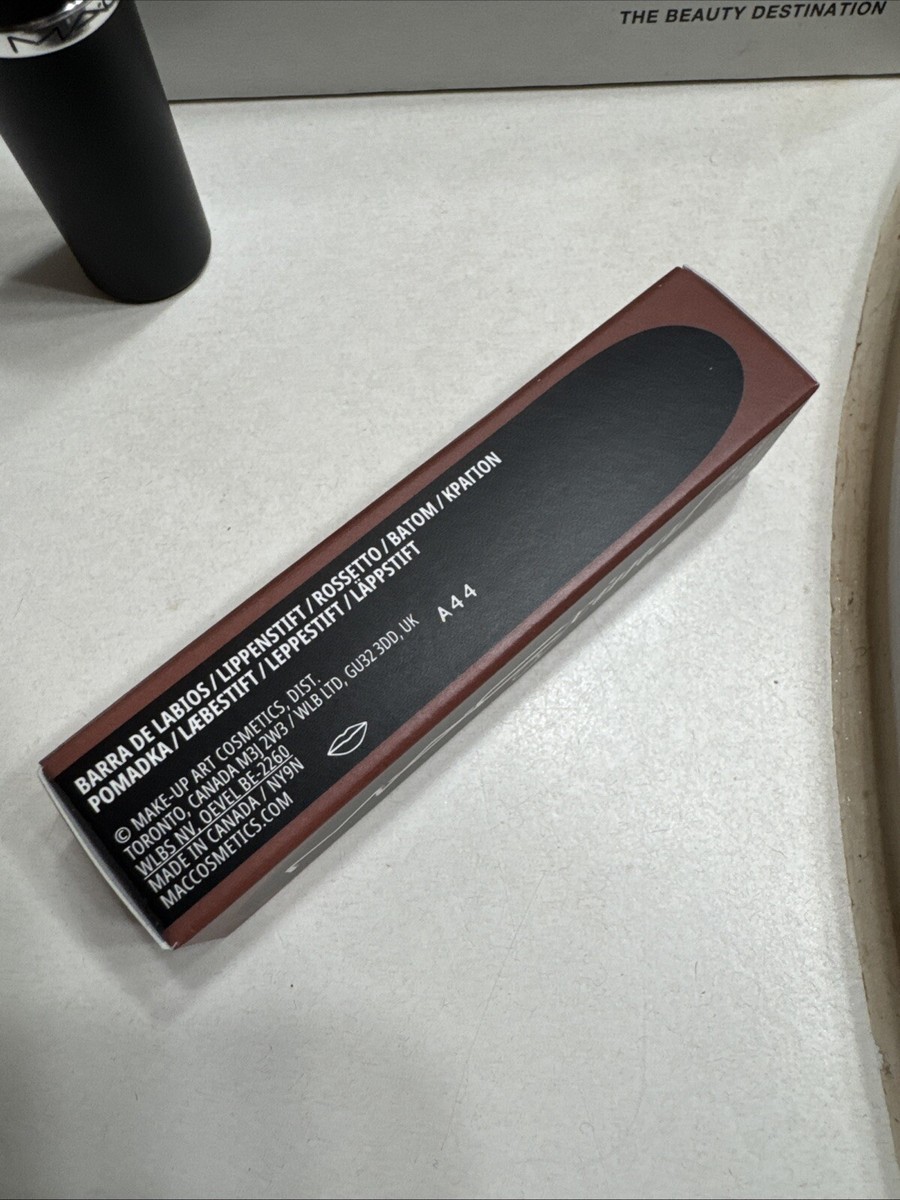 MAC
THE BEAUTY DESTINATION
BARRA DE LABIOS / LIPPENSTIFT / ROSSETTO / BATOM / ΚΡΑΓΙΟΝ
POMADKA / LÆBESTIFT / LEPPESTIFT / LÄPPSTIFT
© MAKE-UP ART COSMETICS, DIST.
TORONTO, CANADA M3J 2W3 / WLB LTD, GU32 3DD, UK
WLBS NV, OEVEL BE-2260
MADE IN CANADA / NY9N
MACCOSMETICS.COM
A44